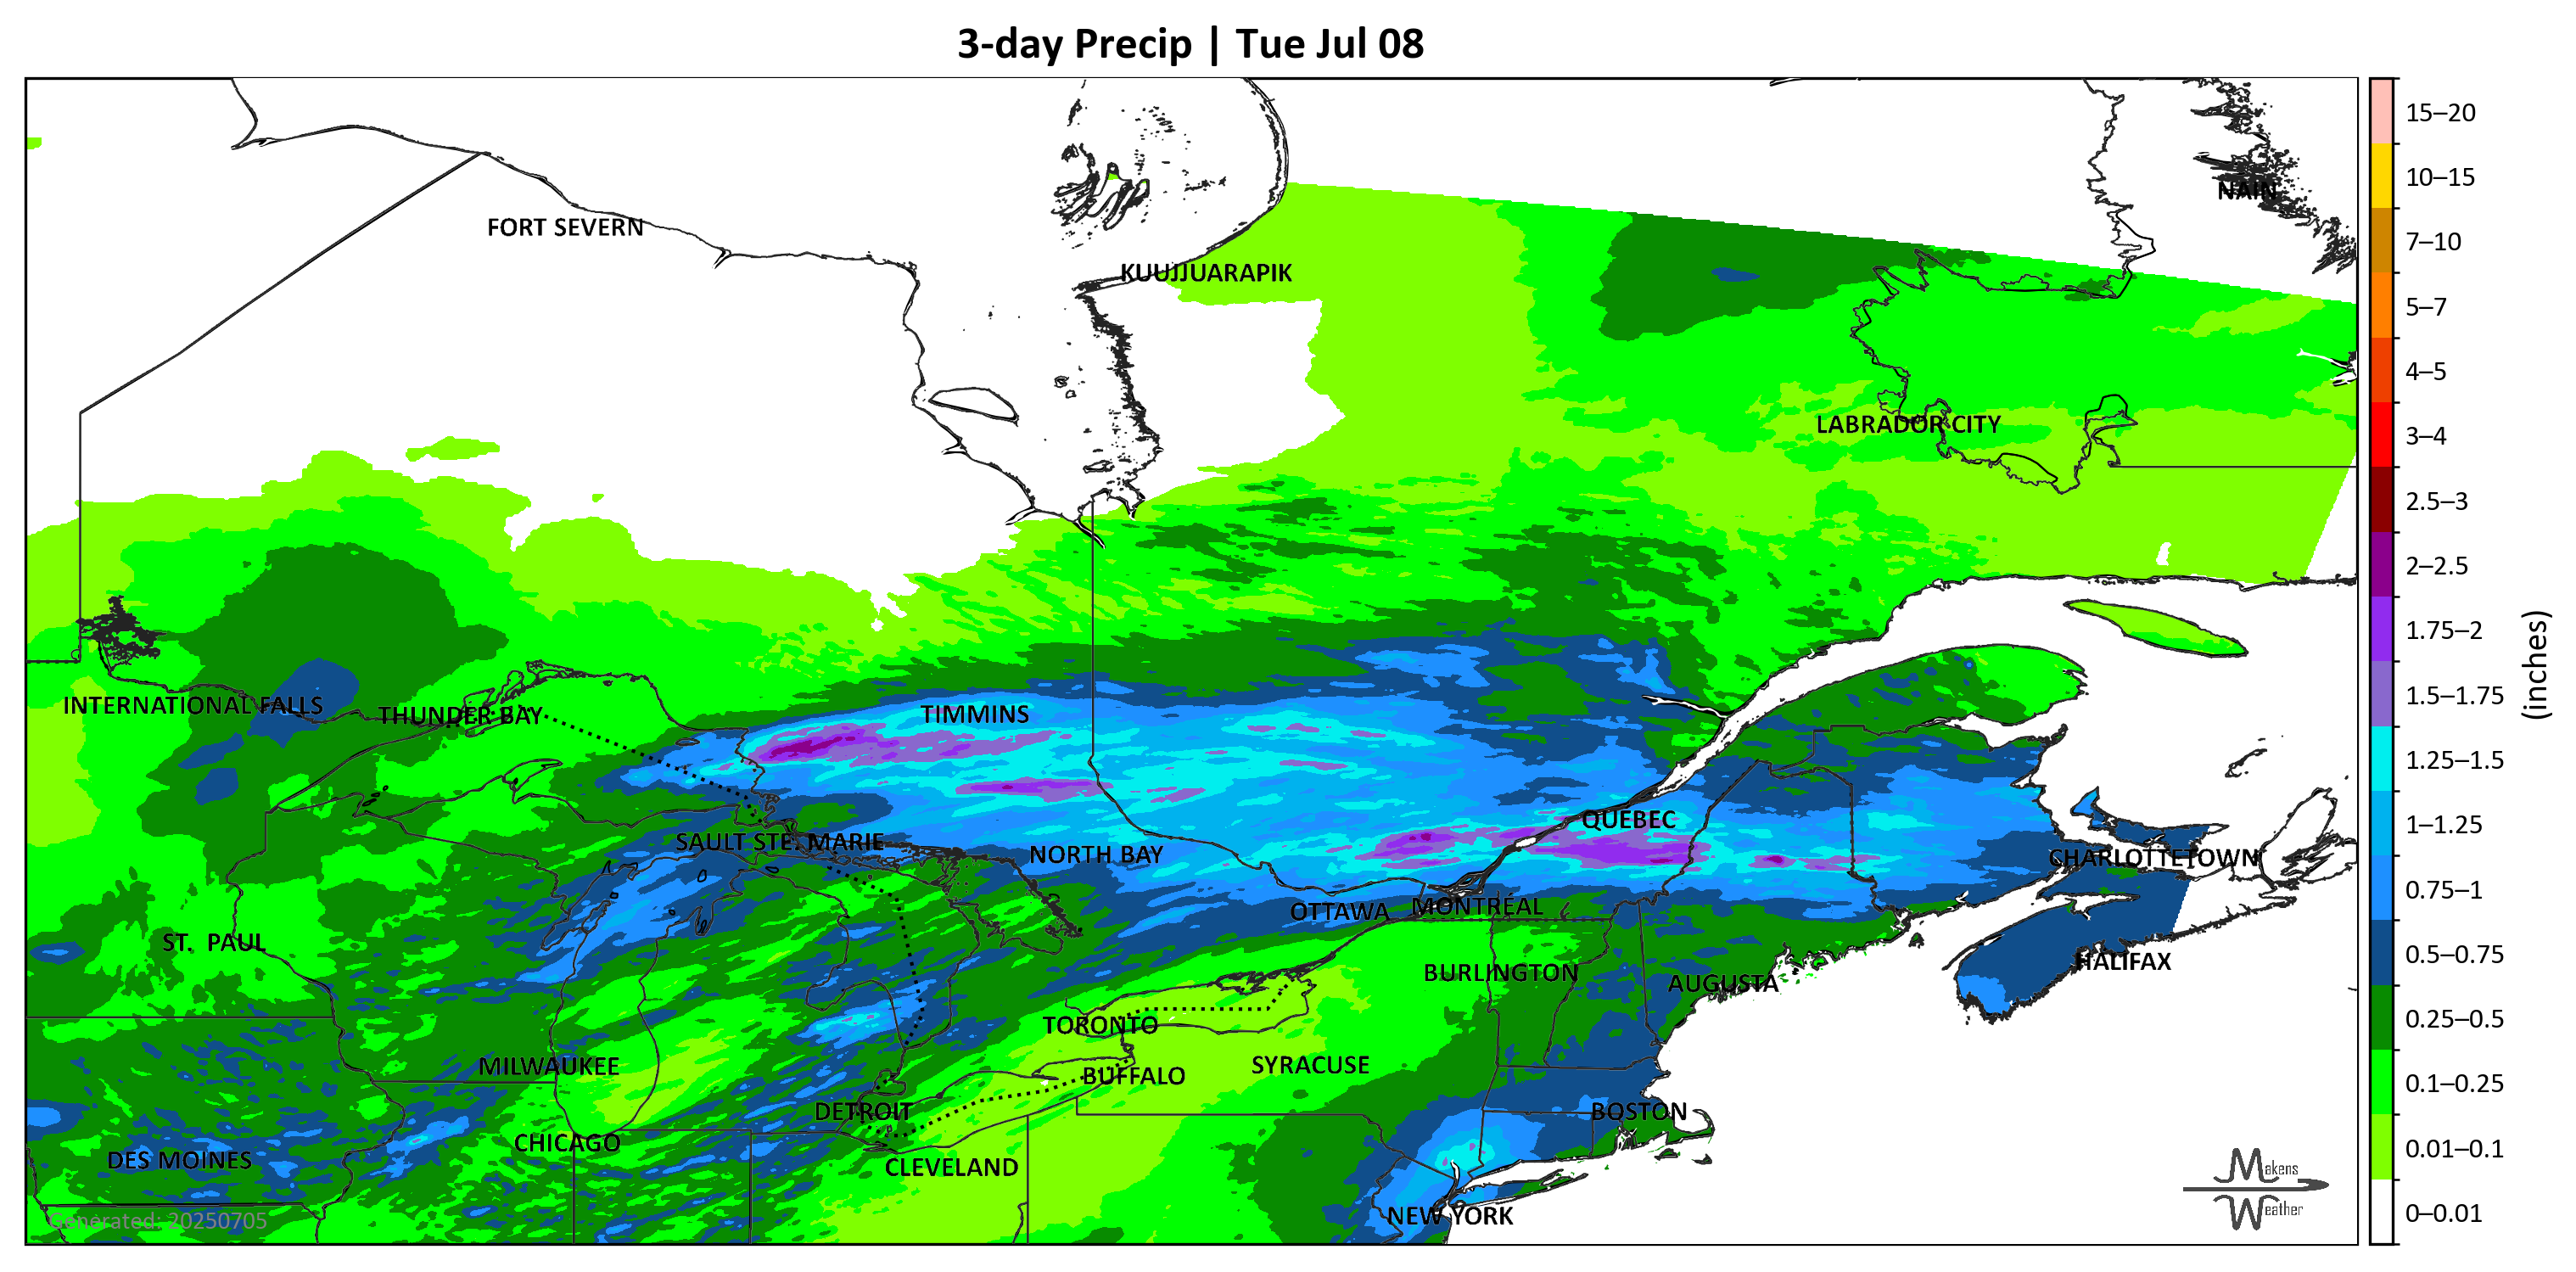 3-day Precip | Tue Jul 08
15–20
10–15
7–10
5–7
4–5
3–4
2.5–3
2–2.5
1.75–2
1.5–1.75
1.25–1.5
1–1.25
0.75–1
0.5–0.75
0.25–0.5
0.1–0.25
0.01–0.1
0–0.01
(inches)
NAIN
FORT SEVERN
KUUJJUARAPIK
LABRADOR CITY
INTERNATIONAL FALLS
THUNDER BAY
TIMMINS
SAULT STE. MARIE
NORTH BAY
QUEBEC
CHARLOTTETOWN
OTTAWA
MONTREAL
ST. PAUL
BURLINGTON
AUGUSTA
HALIFAX
TORONTO
MILWAUKEE
BUFFALO
SYRACUSE
DETROIT
BOSTON
CHICAGO
DES MOINES
CLEVELAND
NEW YORK
Generated: 20250705
Makens
Weather